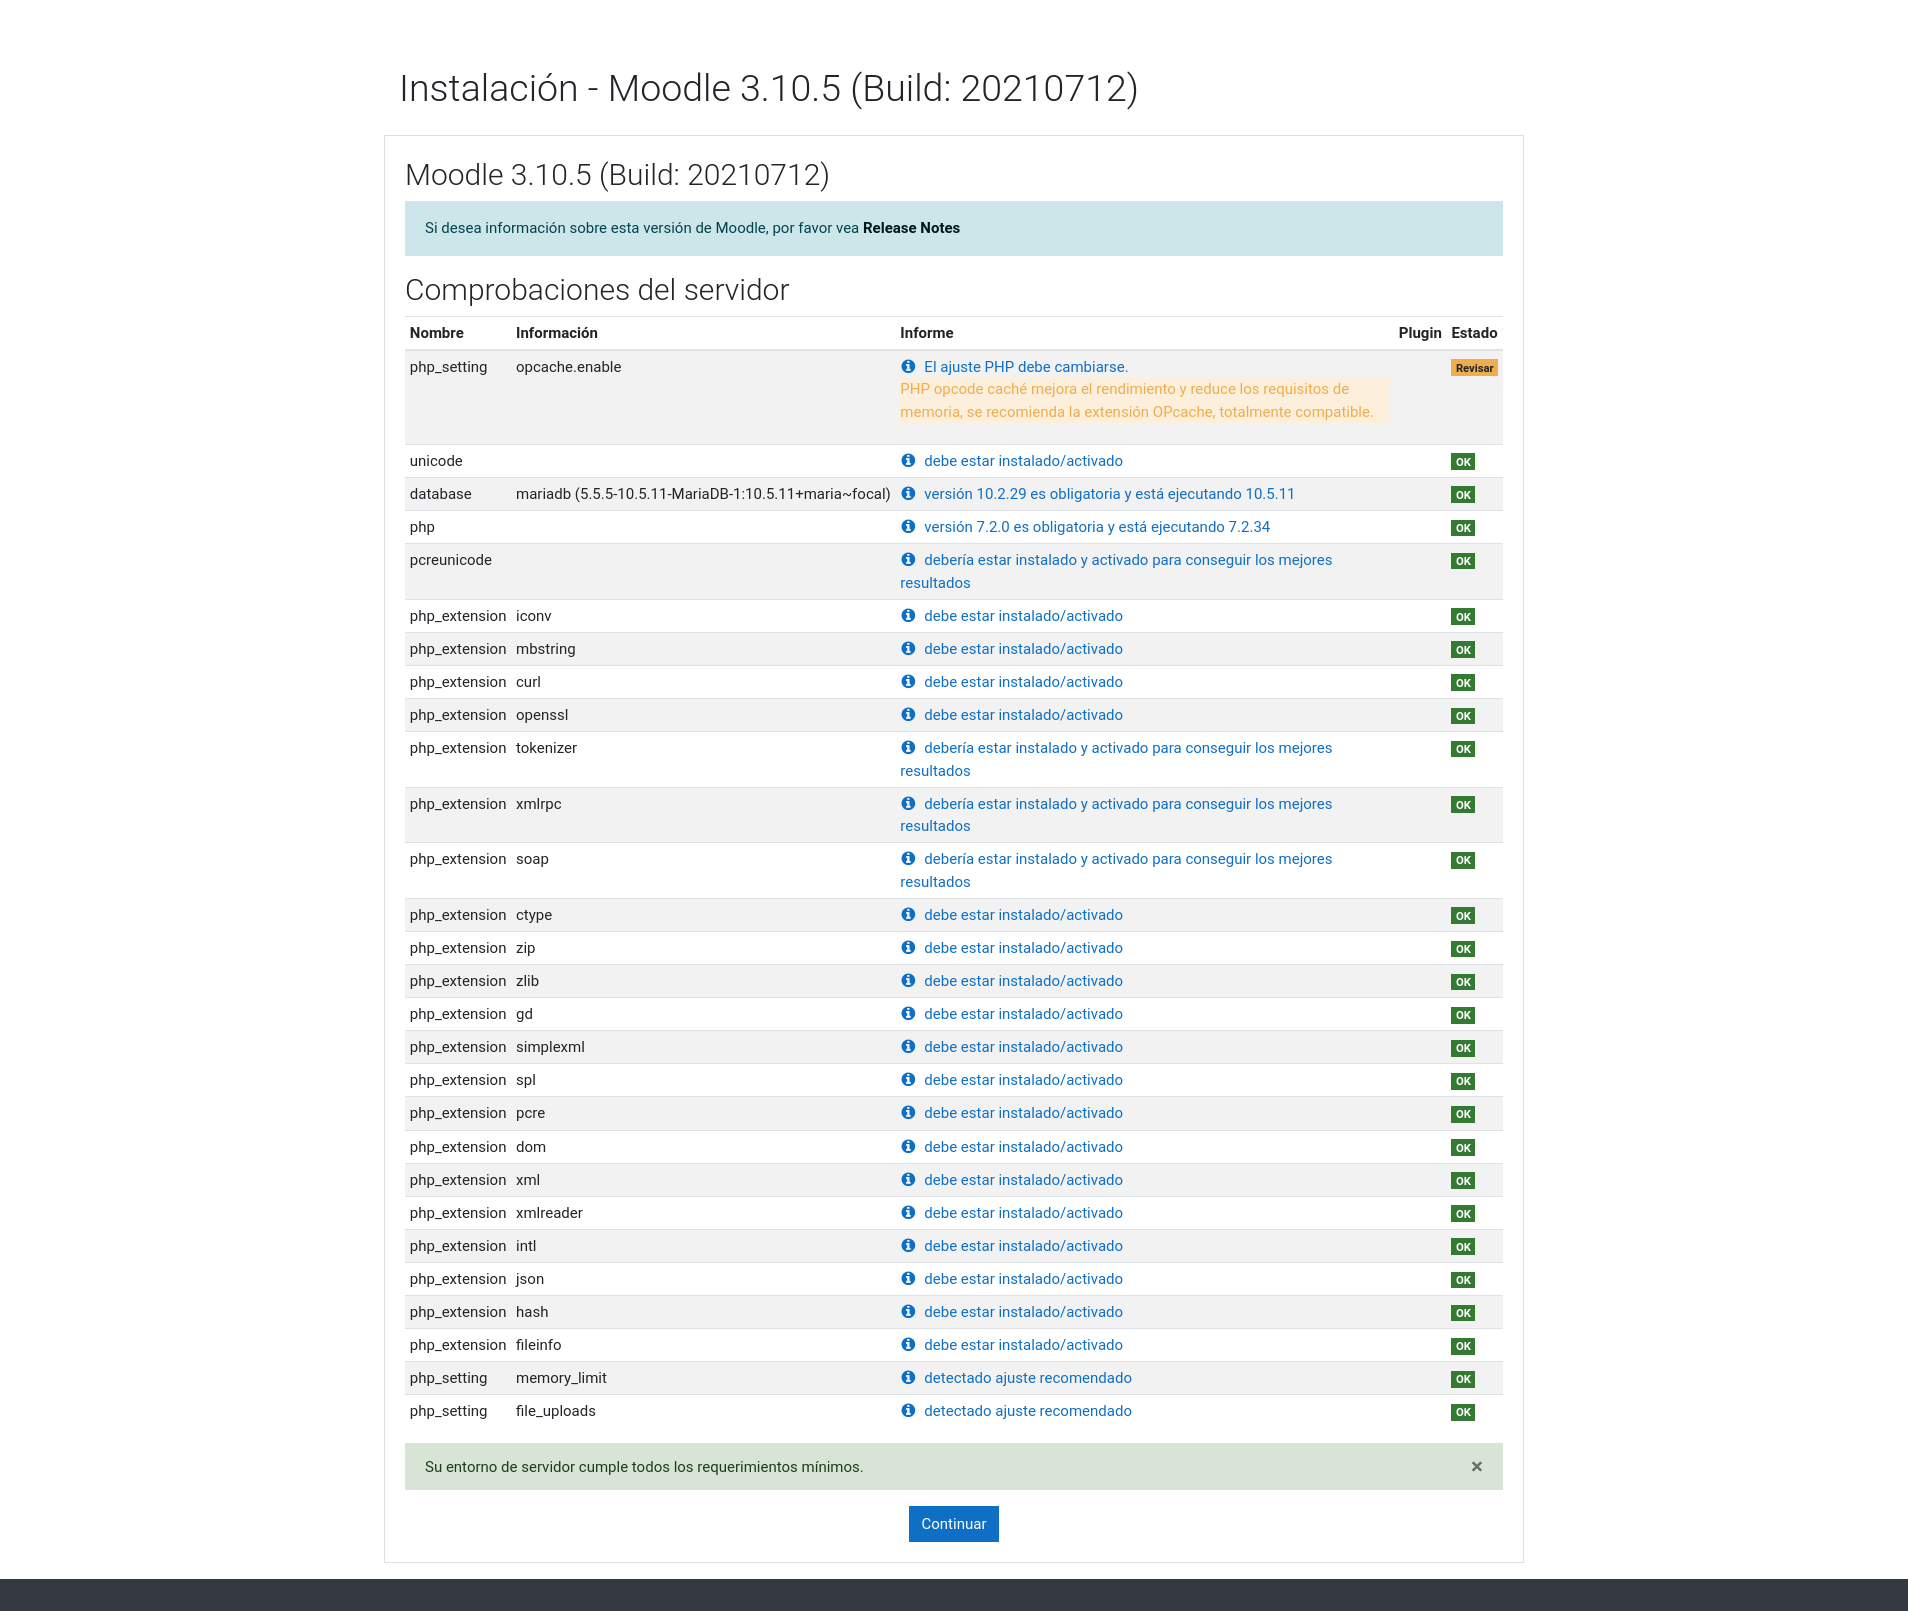 Instalación - Moodle 3.10.5 (Build: 20210712)
Moodle 3.10.5 (Build: 20210712)
Si desea información sobre esta versión de Moodle, por favor vea Release Notes
Comprobaciones del servidor
Nombre Información Informe Plugin Estado
php_setting opcache.enable El ajuste PHP debe cambiarse. Revisar
PHP opcode caché mejora el rendimiento y reduce los requisitos de
memoria, se recomienda la extensión OPcache, totalmente compatible.
unicode debe estar instalado/activado OK
database mariadb (5.5.5-10.5.11-MariaDB-1:10.5.11+maria~focal) versión 10.2.29 es obligatoria y está ejecutando 10.5.11 OK
php versión 7.2.0 es obligatoria y está ejecutando 7.2.34 OK
pcreunicode debería estar instalado y activado para conseguir los mejores OK
resultados
php_extension iconv debe estar instalado/activado OK
php_extension mbstring debe estar instalado/activado OK
php_extension curl debe estar instalado/activado OK
php_extension openssl debe estar instalado/activado OK
php_extension tokenizer debería estar instalado y activado para conseguir los mejores OK
resultados
php_extension xmlrpc debería estar instalado y activado para conseguir los mejores OK
resultados
php_extension soap debería estar instalado y activado para conseguir los mejores OK
resultados
php_extension ctype debe estar instalado/activado OK
php_extension zip debe estar instalado/activado OK
php_extension zlib debe estar instalado/activado OK
php_extension gd debe estar instalado/activado OK
php_extension simplexml debe estar instalado/activado OK
php_extension spl debe estar instalado/activado OK
php_extension pcre debe estar instalado/activado OK
php_extension dom debe estar instalado/activado OK
php_extension xml debe estar instalado/activado OK
php_extension xmlreader debe estar instalado/activado OK
php_extension intl debe estar instalado/activado OK
php_extension json debe estar instalado/activado OK
php_extension hash debe estar instalado/activado OK
php_extension fileinfo debe estar instalado/activado OK
php_setting memory_limit detectado ajuste recomendado OK
php_setting file_uploads detectado ajuste recomendado OK
Su entorno de servidor cumple todos los requerimientos mínimos. ×
Continuar